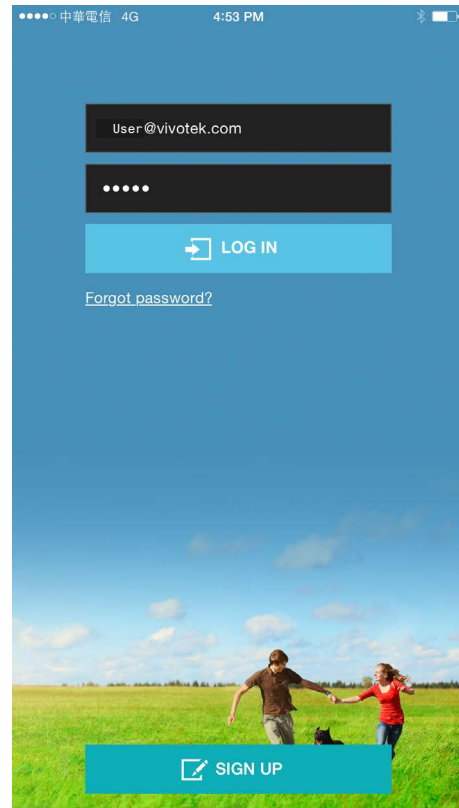 中華電信 4G 4:53 PM
User@vivotek.com
•••••
LOG IN
Forgot password?
SIGN UP